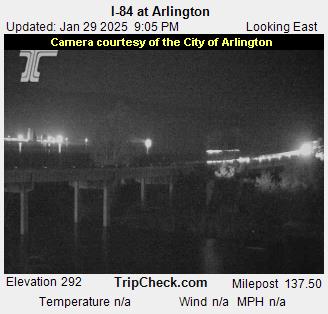 I-84 at Arlington
Updated: Jan 29 2025 9:05 PM Looking East
Camera courtesy of the City of Arlington
Elevation 292 TripCheck.com Milepost 137.50
Temperature n/a Wind n/a MPH n/a